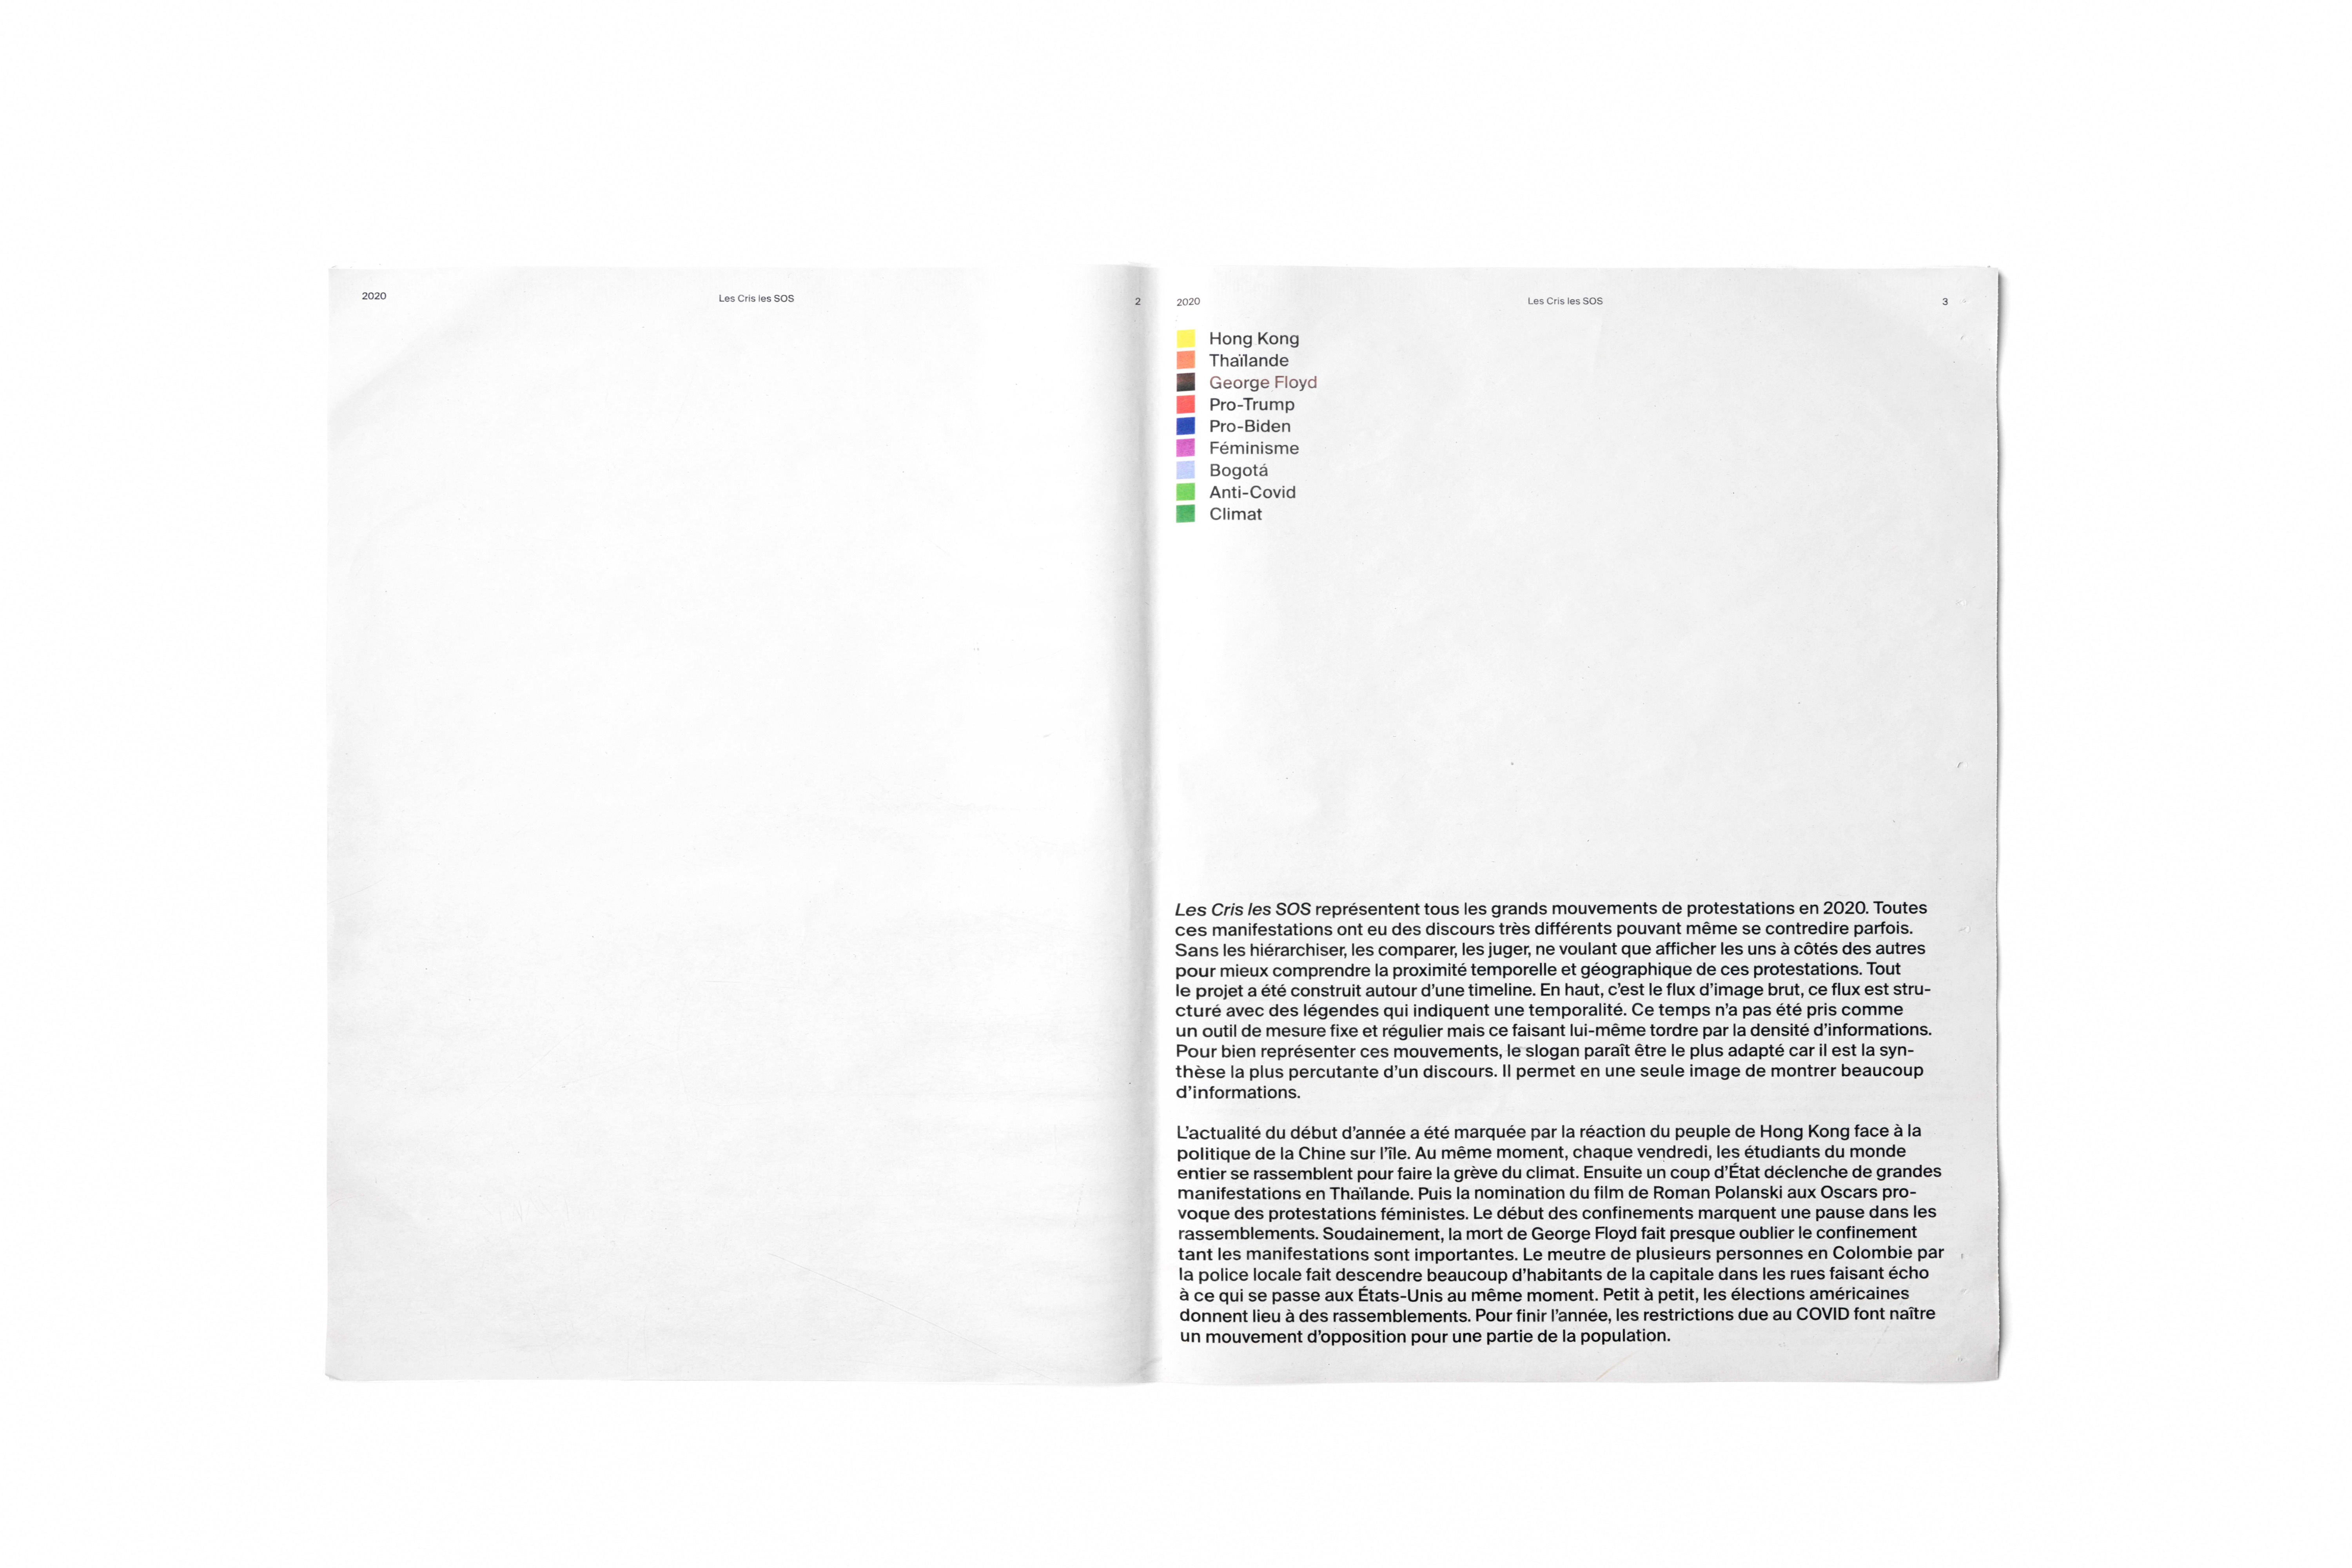 2020
Les Cris les SOS
2
2020
Les Cris les SOS
3
Hong Kong
Thaïlande
George Floyd
Pro-Trump
Pro-Biden
Féminisme
Bogotá
Anti-Covid
Climat
Les Cris les SOS représentent tous les grands mouvements de protestations en 2020. Toutes
ces manifestations ont eu des discours très différents pouvant même se contredire parfois.
Sans les hiérarchiser, les comparer, les juger, ne voulant que afficher les uns à côtés des autres
pour mieux comprendre la proximité temporelle et géographique de ces protestations. Tout
le projet a été construit autour d’une timeline. En haut, c’est le flux d’image brut, ce flux est stru-
cturé avec des légendes qui indiquent une temporalité. Ce temps n’a pas été pris comme
un outil de mesure fixe et régulier mais ce faisant lui-même tordre par la densité d’informations.
Pour bien représenter ces mouvements, le slogan paraît être le plus adapté car il est la syn-
thèse la plus percutante d’un discours. Il permet en une seule image de montrer beaucoup
d’informations.
L’actualité du début d’année a été marquée par la réaction du peuple de Hong Kong face à la
politique de la Chine sur l’île. Au même moment, chaque vendredi, les étudiants du monde
entier se rassemblent pour faire la grève du climat. Ensuite un coup d’État déclenche de grandes
manifestations en Thaïlande. Puis la nomination du film de Roman Polanski aux Oscars pro-
voque des protestations féministes. Le début des confinements marquent une pause dans les
rassemblements. Soudainement, la mort de George Floyd fait presque oublier le confinement
tant les manifestations sont importantes. Le meutre de plusieurs personnes en Colombie par
la police locale fait descendre beaucoup d’habitants de la capitale dans les rues faisant écho
à ce qui se passe aux États-Unis au même moment. Petit à petit, les élections américaines
donnent lieu à des rassemblements. Pour finir l’année, les restrictions due au COVID font naître
un mouvement d’opposition pour une partie de la population.